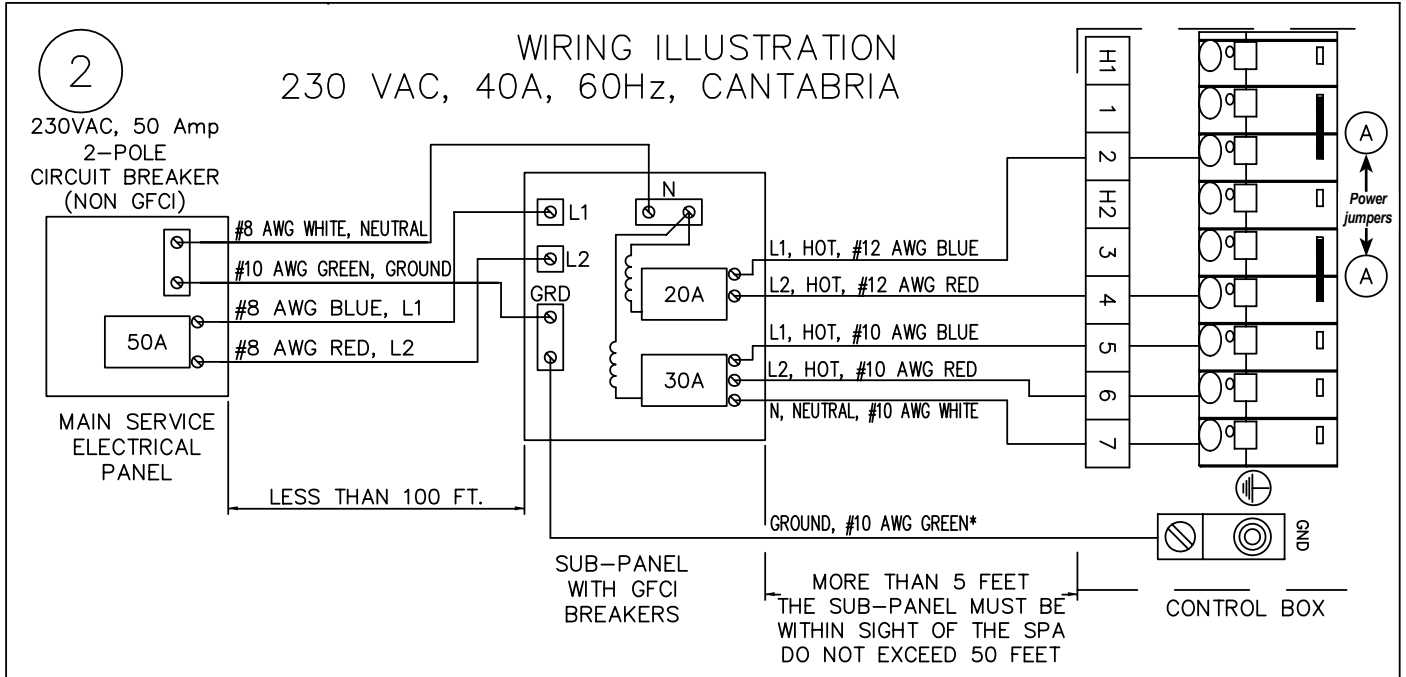 2
WIRING ILLUSTRATION
230 VAC, 40A, 60Hz, CANTABRIA
230VAC, 50 Amp
2-POLE
CIRCUIT BREAKER
(NON GFCI)
#8 AWG WHITE, NEUTRAL
#10 AWG GREEN, GROUND
#8 AWG BLUE, L1
#8 AWG RED, L2
50A
MAIN SERVICE
ELECTRICAL
PANEL
LESS THAN 100 FT.
N
L1
L2
GRD
20A
30A
SUB-PANEL
WITH GFCI
BREAKERS
L1, HOT, #12 AWG BLUE
L2, HOT, #12 AWG RED
L1, HOT, #10 AWG BLUE
L2, HOT, #10 AWG RED
N, NEUTRAL, #10 AWG WHITE
GROUND, #10 AWG GREEN*
MORE THAN 5 FEET
THE SUB-PANEL MUST BE
WITHIN SIGHT OF THE SPA
DO NOT EXCEED 50 FEET
H1
1
2
H2
3
4
5
6
7
A
Power
jumpers
A
GND
CONTROL BOX